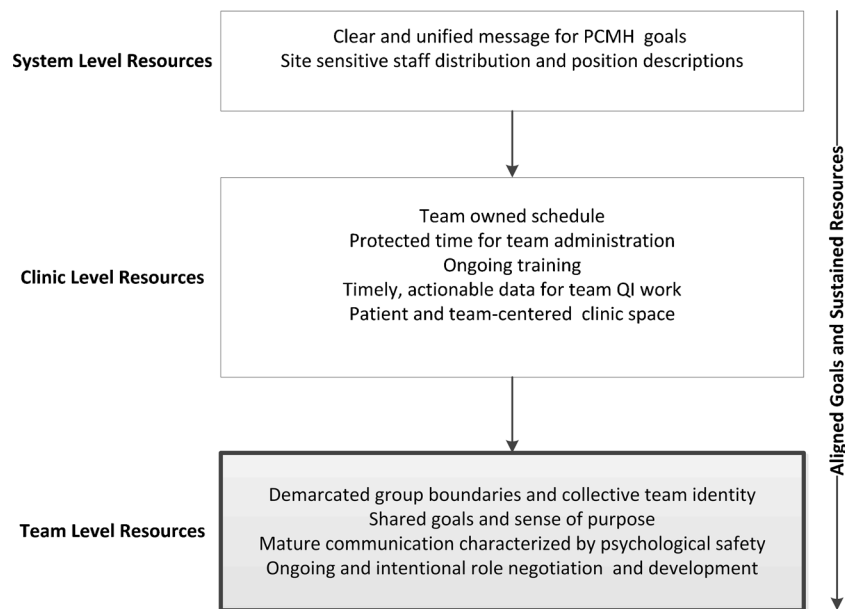 System Level Resources
Clear and unified message for PCMH goals
Site sensitive staff distribution and position descriptions
Clinic Level Resources
Team owned schedule
Protected time for team administration
Ongoing training
Timely, actionable data for team QI work
Patient and team-centered clinic space
Team Level Resources
Demarcated group boundaries and collective team identity
Shared goals and sense of purpose
Mature communication characterized by psychological safety
Ongoing and intentional role negotiation and development
Aligned Goals and Sustained Resources